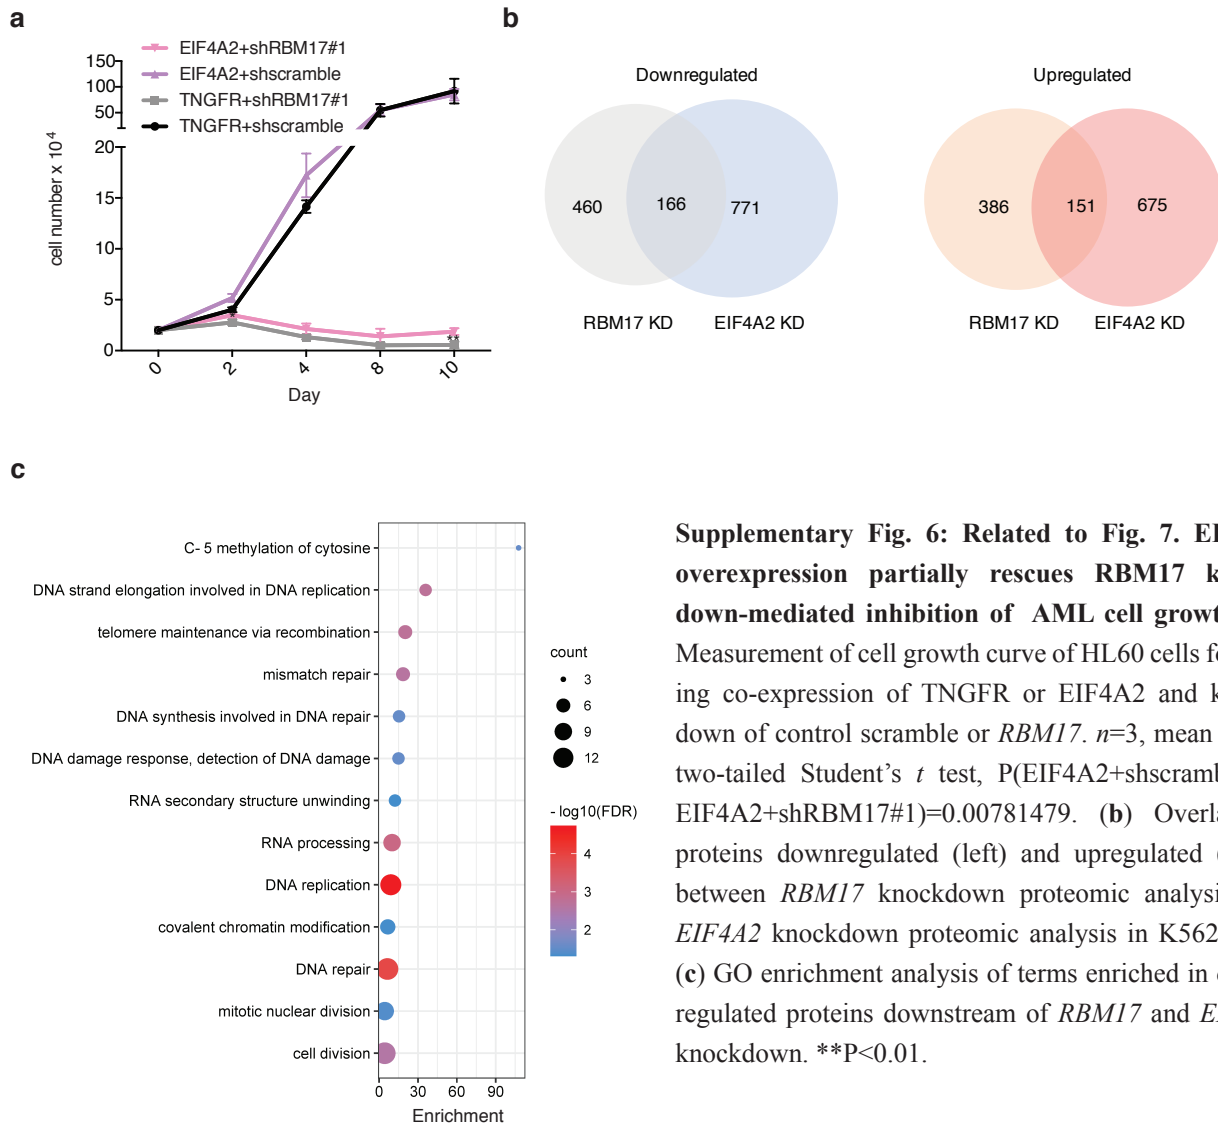 a
EIF4A2+shRBM17#1
EIF4A2+shscramble
TNGFR+shRBM17#1
TNGFR+shscramble
150
100
50
20
15
10
5
0
cell number x 10⁴
*
**
0 2 4 8 10
Day
b
Downregulated
460 166 771
RBM17 KD EIF4A2 KD
Upregulated
386 151 675
RBM17 KD EIF4A2 KD
c
C- 5 methylation of cytosine
DNA strand elongation involved in DNA replication
telomere maintenance via recombination
mismatch repair
DNA synthesis involved in DNA repair
DNA damage response, detection of DNA damage
RNA secondary structure unwinding
RNA processing
DNA replication
covalent chromatin modification
DNA repair
mitotic nuclear division
cell division
0 30 60 90
Enrichment
count
3
6
9
12
- log10(FDR)
4
3
2
Supplementary Fig. 6: Related to Fig. 7. EI
overexpression partially rescues RBM17 k
down-mediated inhibition of AML cell growt
Measurement of cell growth curve of HL60 cells fo
ing co-expression of TNGFR or EIF4A2 and k
down of control scramble or RBM17. n=3, mean
two-tailed Student's t test, P(EIF4A2+shscramb
EIF4A2+shRBM17#1)=0.00781479. (b) Overla
proteins downregulated (left) and upregulated (
between RBM17 knockdown proteomic analysi
EIF4A2 knockdown proteomic analysis in K562
(c) GO enrichment analysis of terms enriched in
regulated proteins downstream of RBM17 and EI
knockdown. **P<0.01.